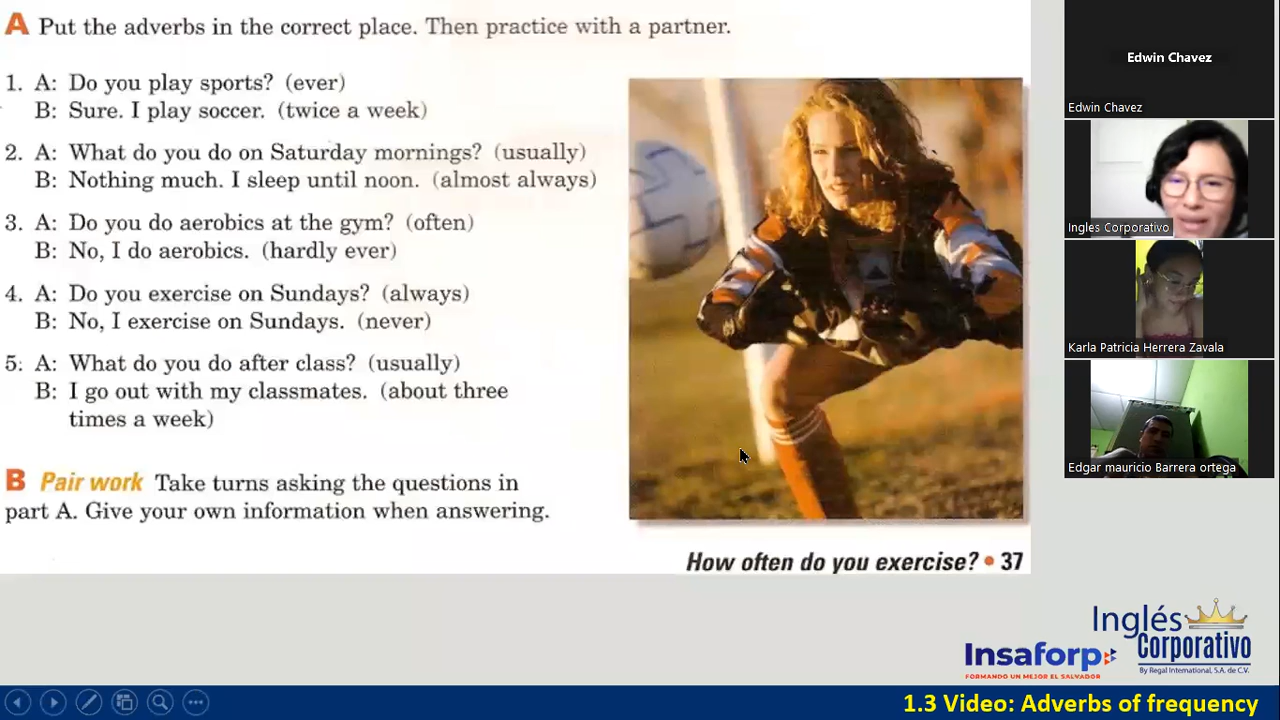 A Put the adverbs in the correct place. Then practice with a partner.
1. A: Do you play sports? (ever)
B: Sure. I play soccer. (twice a week)
2. A: What do you do on Saturday mornings? (usually)
B: Nothing much. I sleep until noon. (almost always)
3. A: Do you do aerobics at the gym? (often)
B: No, I do aerobics. (hardly ever)
4. A: Do you exercise on Sundays? (always)
B: No, I exercise on Sundays. (never)
5: A: What do you do after class? (usually)
B: I go out with my classmates. (about three
times a week)
B Pair work Take turns asking the questions in
part A. Give your own information when answering.
How often do you exercise? • 37
Edwin Chavez
Edwin Chavez
Ingles Corporativo
Karla Patricia Herrera Zavala
Edgar mauricio Barrera ortega
Inglés
Corporativo
By Regal International, S.A. de C.V.
Insaforp
FORMANDO UN MEJOR EL SALVADOR
1.3 Video: Adverbs of frequency